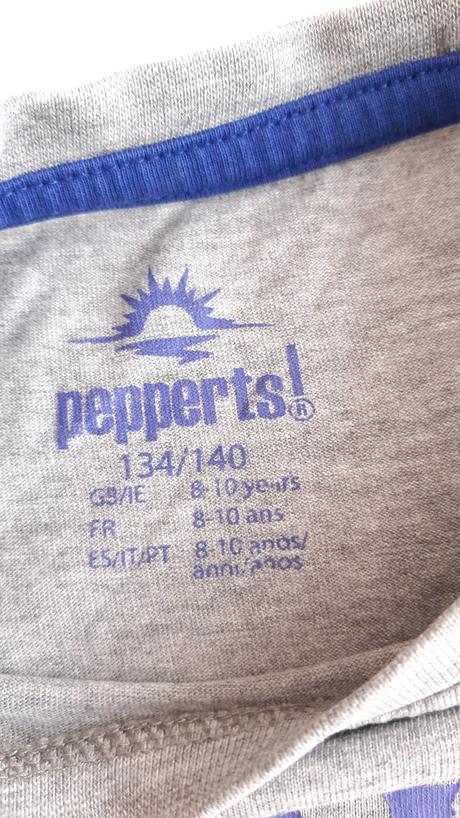 pepperts!®
134/140
GB/IE 8-10 years
FR 8-10 ans
ES/IT/PT 8-10 anos/
anni/anos